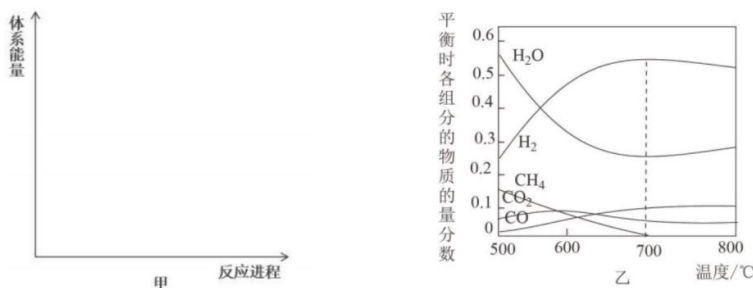 体系能量
反应进程
甲
平衡时各组分的物质的量分数
0.6
0.5
0.4
0.3
0.2
0.1
0
H₂O
H₂
CH₄
CO₂
CO
500
600
700
800
乙
温度/℃